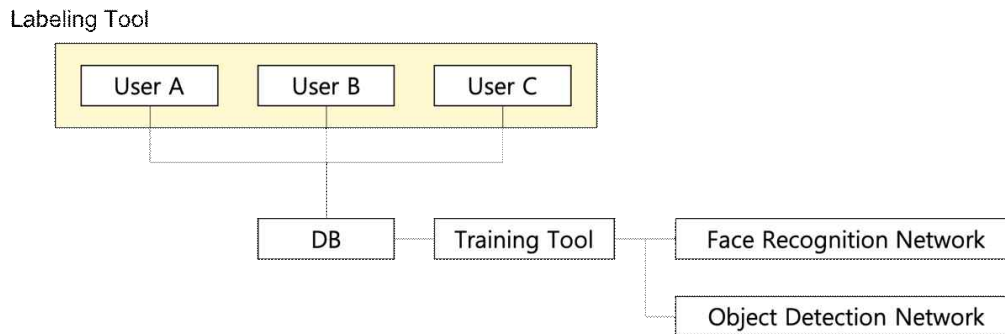 Labeling Tool
User A
User B
User C
DB
Training Tool
Face Recognition Network
Object Detection Network